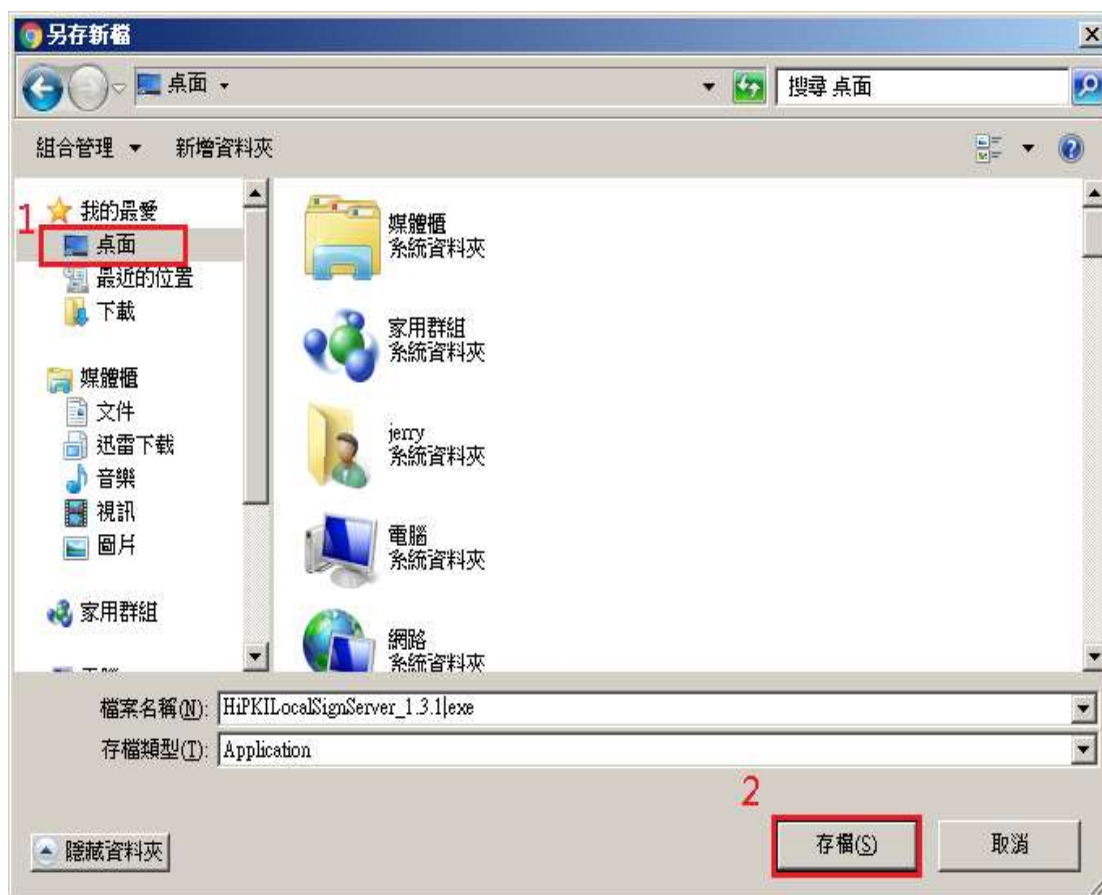 另存新檔
桌面
搜尋 桌面
組合管理
新增資料夾
1
我的最愛
桌面
最近的位置
下載
媒體櫃
文件
迅雷下载
音樂
視訊
圖片
家用群組
媒體櫃
系統資料夾
家用群組
系統資料夾
jerry
系統資料夾
電腦
系統資料夾
網路
系統資料夾
檔案名稱(N): HiPKILocalSignServer_1.3.1.exe
存檔類型(T): Application
2
隱藏資料夾
存檔(S)
取消